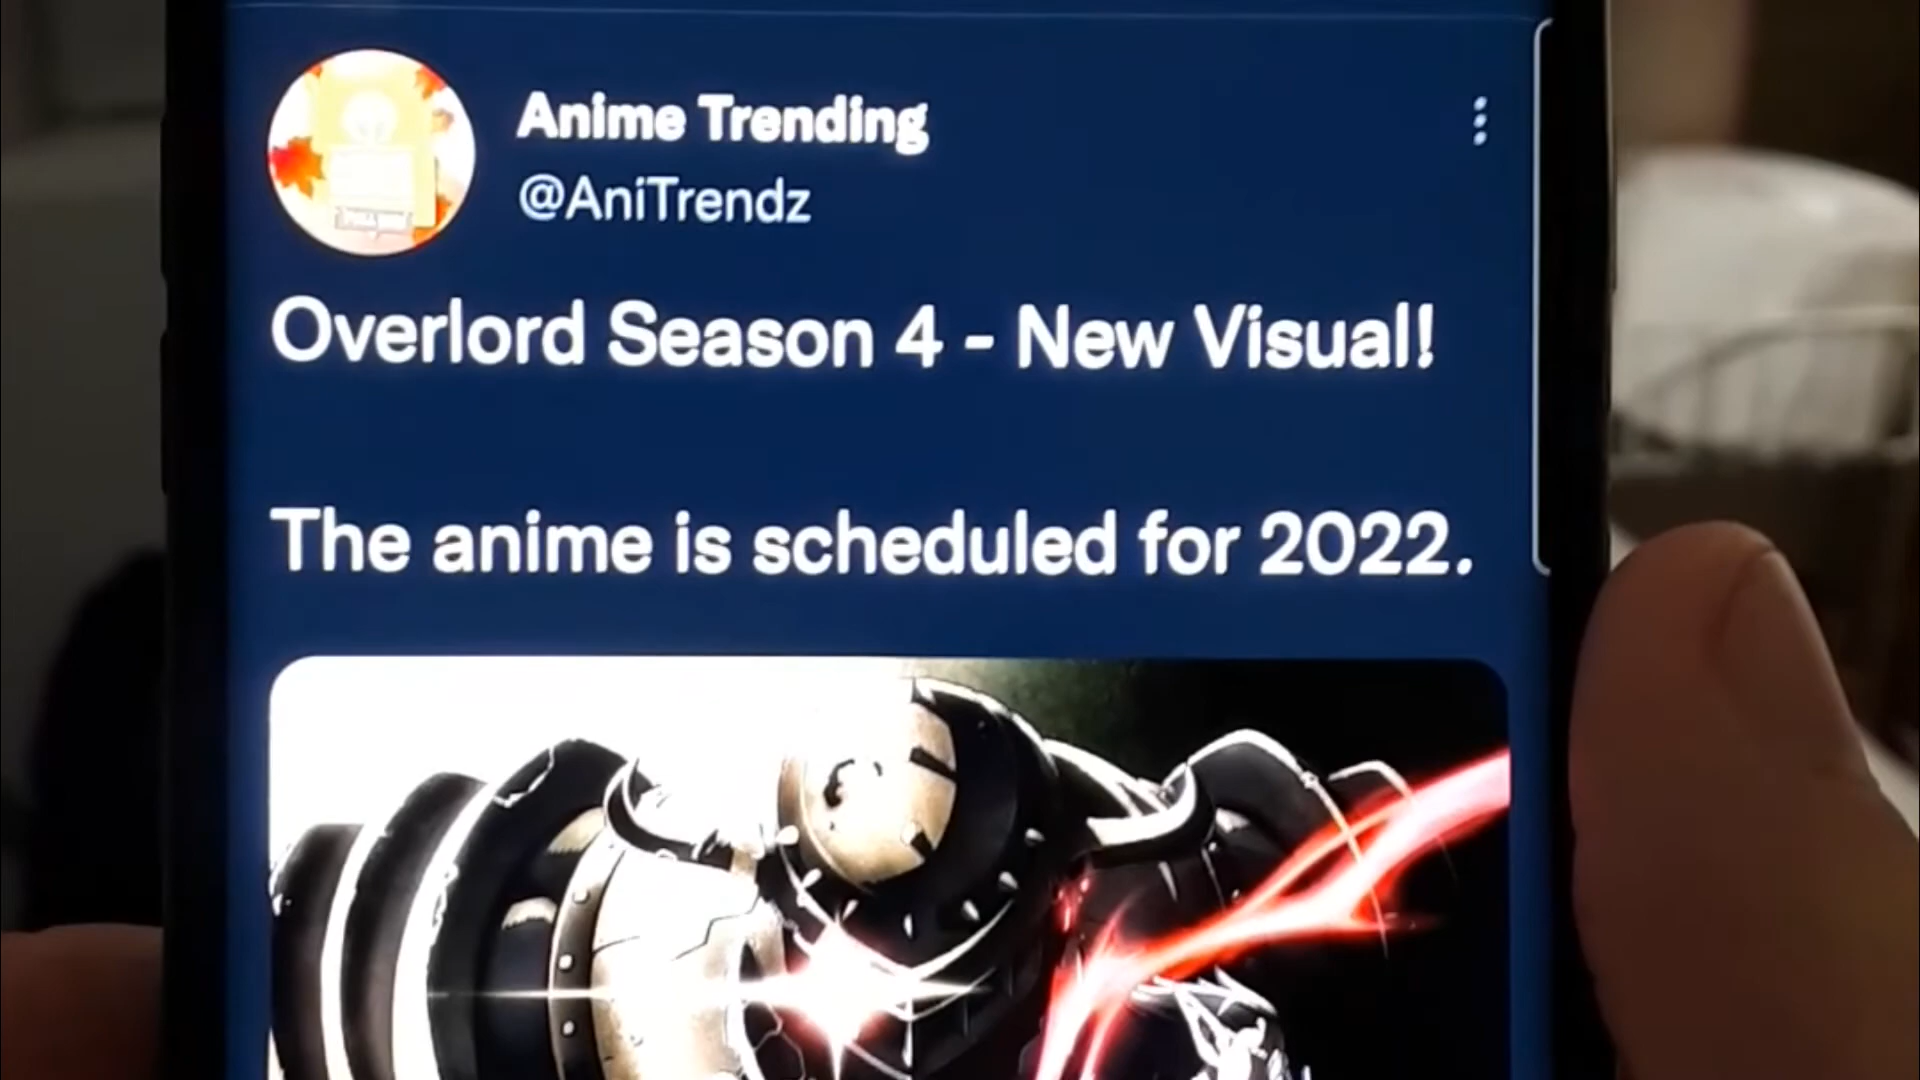 Anime Trending
@AniTrendz
Overlord Season 4 - New Visual!
The anime is scheduled for 2022.